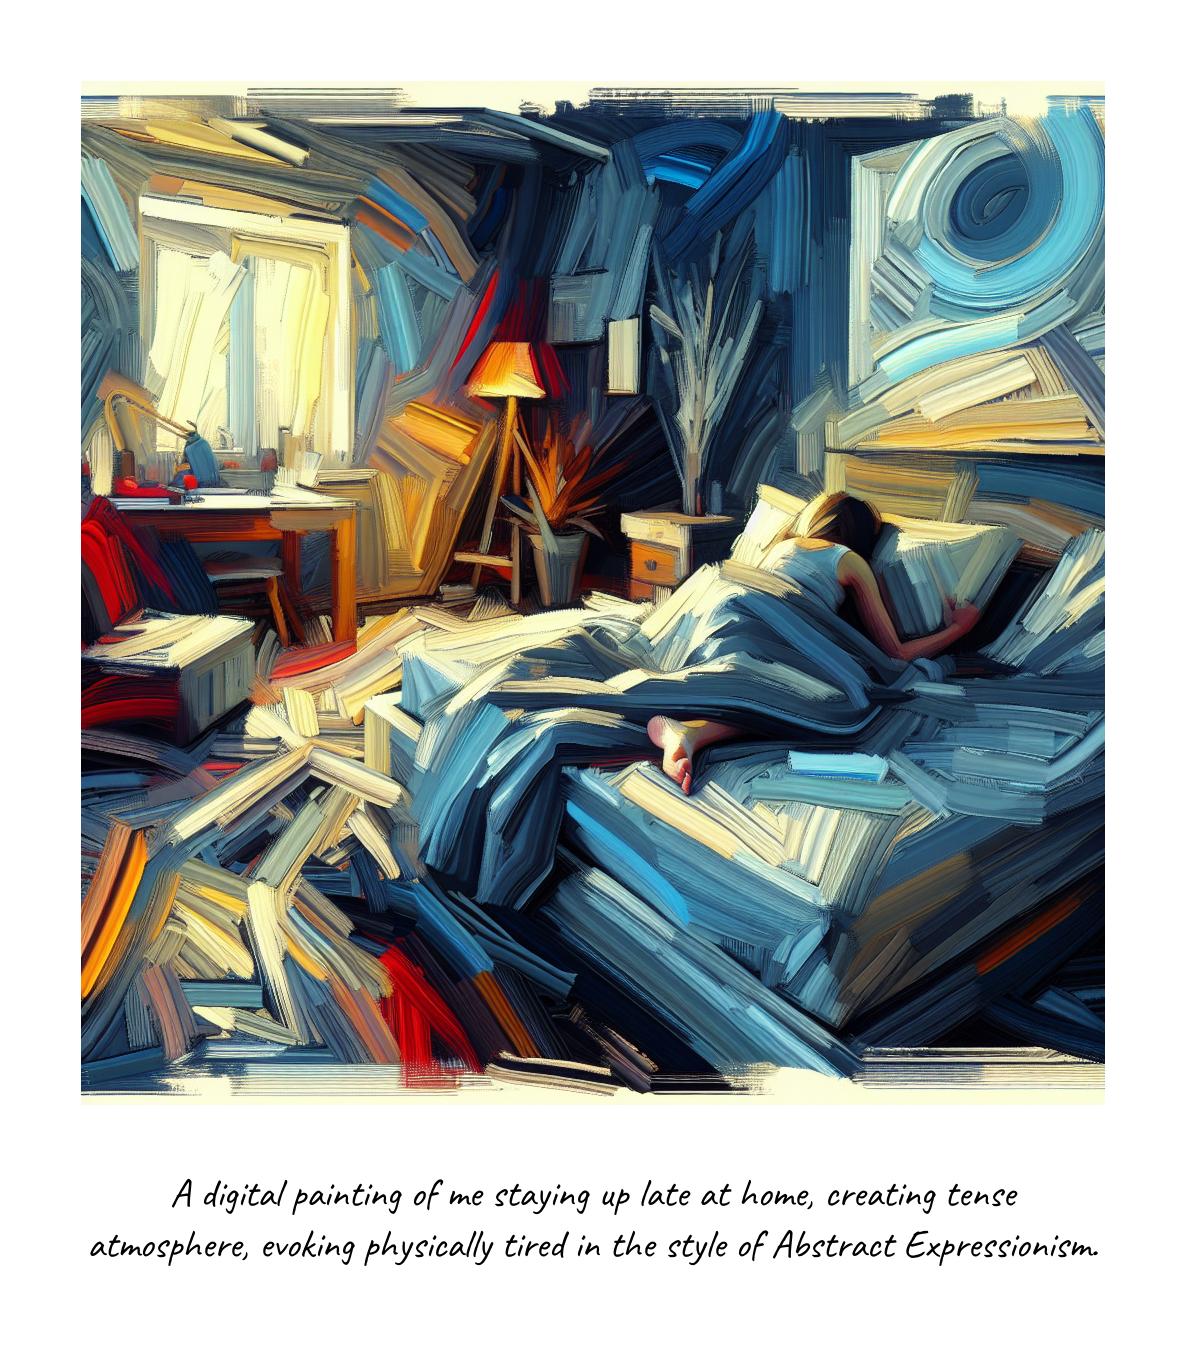 A digital painting of me staying up late at home, creating tense
atmosphere, evoking physically tired in the style of Abstract Expressionism.